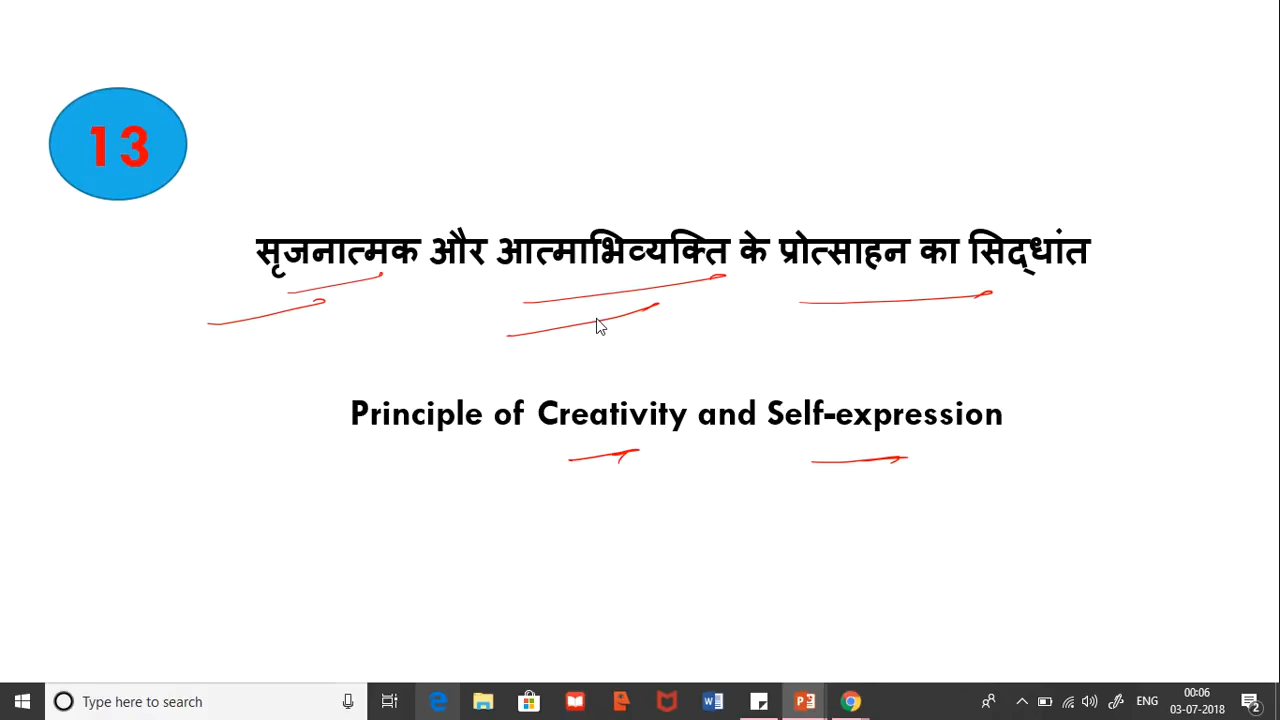 13
सृजनात्मक और आत्माभिव्यक्ति के प्रोत्साहन का सिद्धांत
Principle of Creativity and Self-expression
Type here to search
ENG
00:06
03-07-2018
2